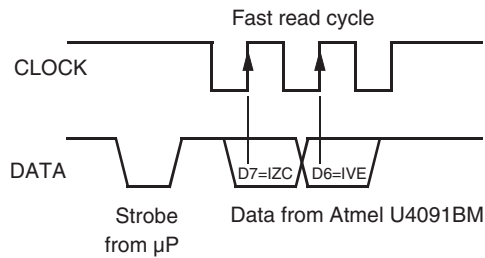 Fast read cycle
CLOCK
DATA
D7=IZC
D6=IVE
Strobe
from µP
Data from Atmel U4091BM